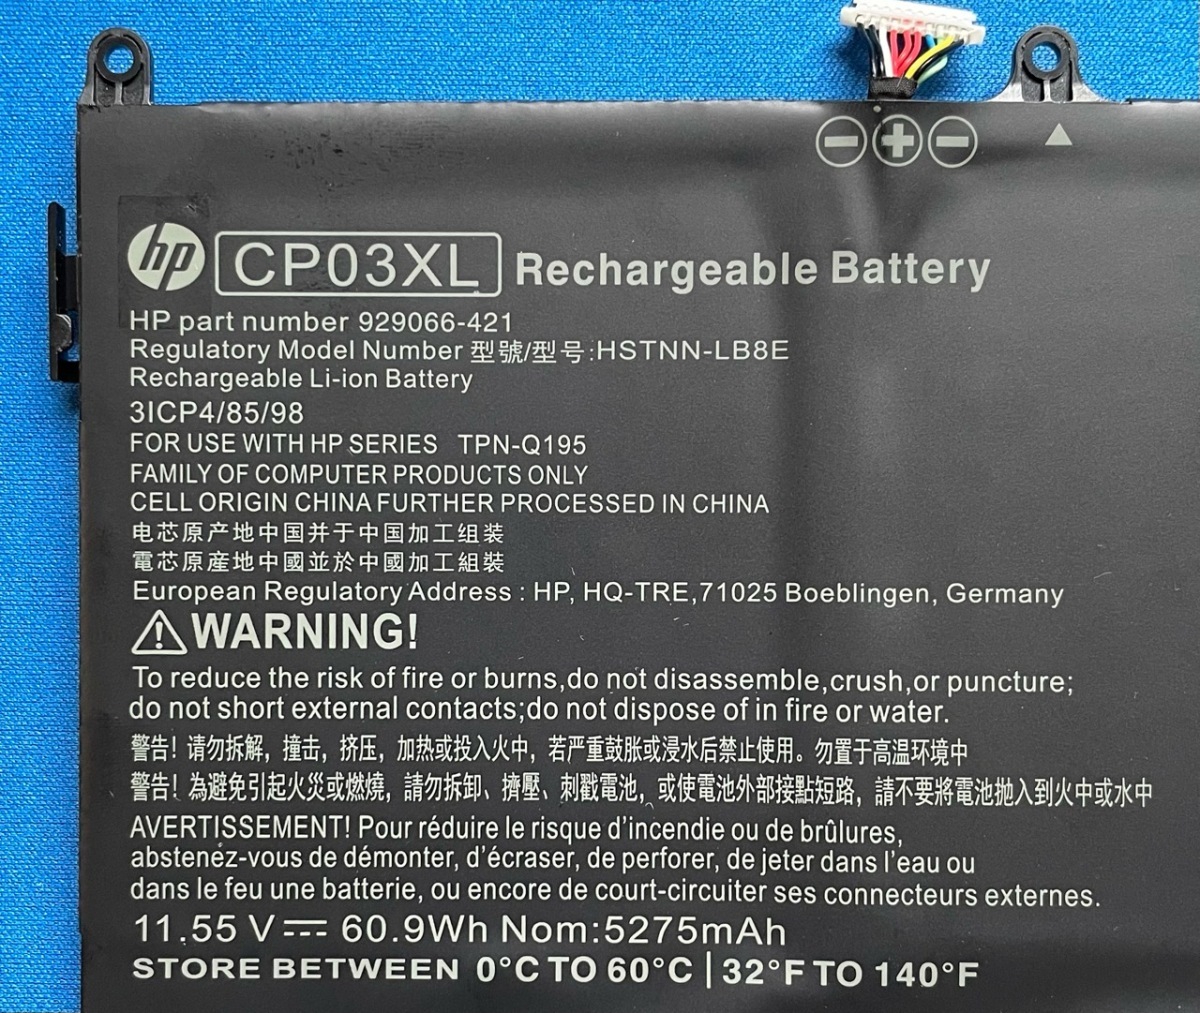 hp CP03XL Rechargeable Battery
HP part number 929066-421
Regulatory Model Number 型號/型号:HSTNN-LB8E
Rechargeable Li-ion Battery
3ICP4/85/98
FOR USE WITH HP SERIES TPN-Q195
FAMILY OF COMPUTER PRODUCTS ONLY
CELL ORIGIN CHINA FURTHER PROCESSED IN CHINA
电芯原产地中国并于中国加工组装
電芯原産地中國並於中國加工組裝
European Regulatory Address : HP, HQ-TRE,71025 Boeblingen, Germany
WARNING!
To reduce the risk of fire or burns,do not disassemble,crush,or puncture;
do not short external contacts;do not dispose of in fire or water.
警告! 请勿拆解, 撞击, 挤压, 加热或投入火中, 若严重鼓胀或浸水后禁止使用。勿置于高温环境中
警告! 為避免引起火災或燃燒, 請勿拆卸、擠壓、刺戳電池, 或使電池外部接點短路, 請不要將電池抛入到火中或水中
AVERTISSEMENT! Pour réduire le risque d'incendie ou de brûlures,
abstenez-vous de démonter, d'écraser, de perforer, de jeter dans l'eau ou
dans le feu une batterie, ou encore de court-circuiter ses connecteurs externes.
11.55 V 60.9Wh Nom:5275mAh
STORE BETWEEN 0°C TO 60°C | 32°F TO 140°F